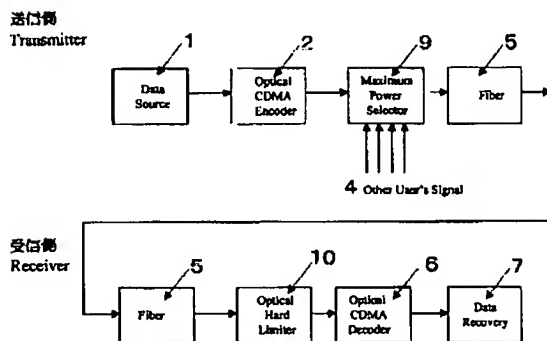 送信側
Transmitter
1
2
9
5
Data
Source
Optical
CDMA
Encoder
Maximum
Power
Selector
Fiber
4 Other User's Signal
受信側
Receiver
5
10
6
7
Fiber
Optical
Hard
Limiter
Optical
CDMA
Decoder
Data
Recovery